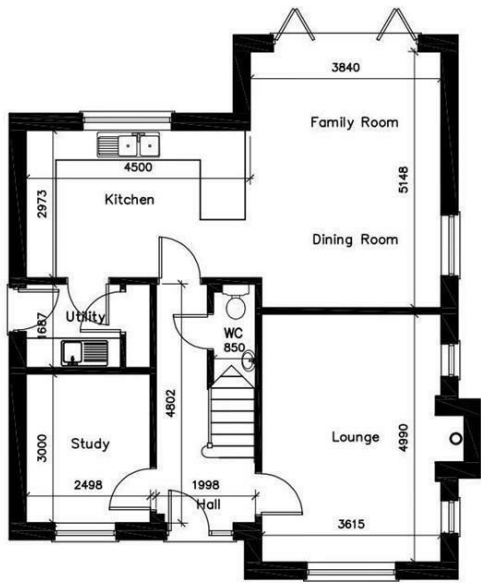 3840
Family Room
4500
Kitchen
2973
5148
Dining Room
Utility
1687
WC
850
4802
Study
3000
2498
1998
Hall
Lounge
4990
3615